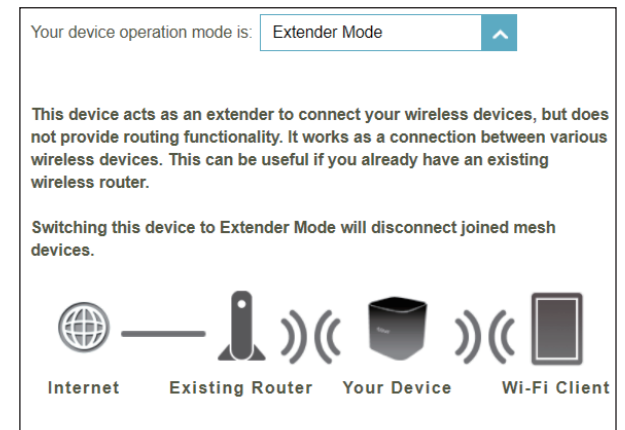 Your device operation mode is: Extender Mode
This device acts as an extender to connect your wireless devices, but does
not provide routing functionality. It works as a connection between various
wireless devices. This can be useful if you already have an existing
wireless router.
Switching this device to Extender Mode will disconnect joined mesh
devices.
Internet Existing Router Your Device Wi-Fi Client